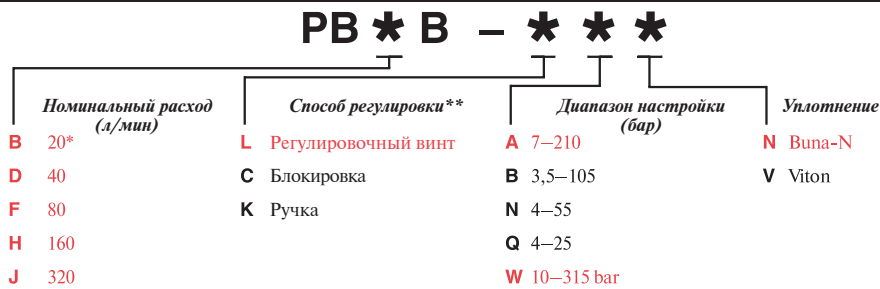 PB * B – * * *
Номинальный расход Способ регулировки** Диапазон настройки Уплотнение
(л/мин) (бар)
B 20* L Регулировочный винт A 7–210 N Buna-N
D 40 C Блокировка B 3,5–105 V Viton
F 80 K Ручка N 4–55
H 160 Q 4–25
J 320 W 10–315 bar